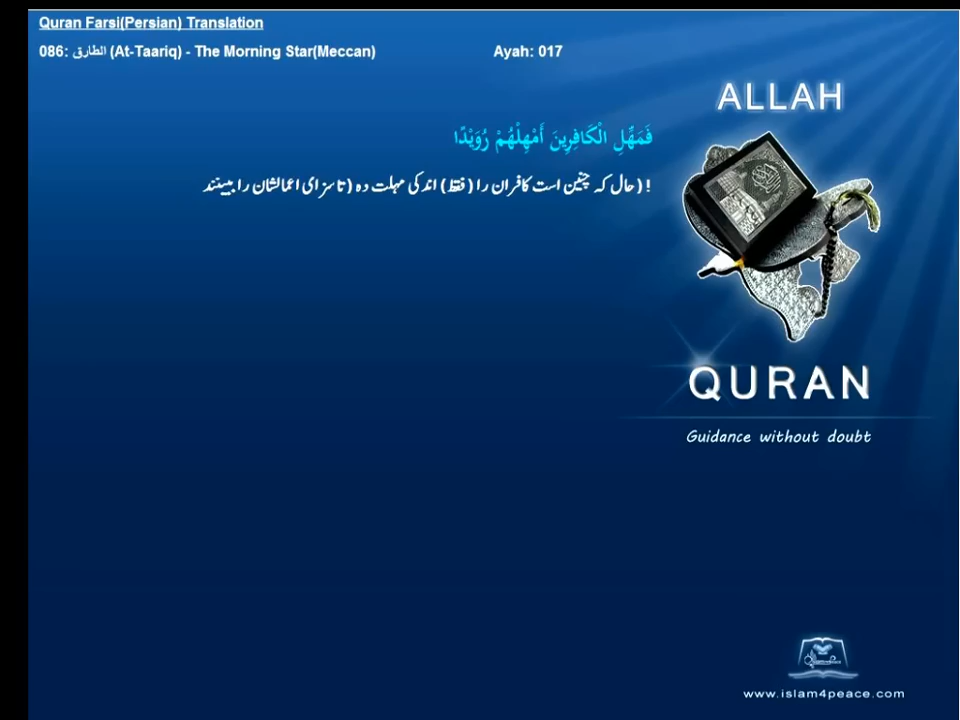 Quran Farsi(Persian) Translation
086: الطارق (At-Taariq) - The Morning Star(Meccan) Ayah: 017
ALLAH
فَمَهِّلِ الْكَافِرِينَ أَمْهِلْهُمْ رُوَيْدًا
! (حال که چنین است کافران را (فقط) اندکی مهلت ده (تا سزای اعمالشان را ببینند
QURAN
Guidance without doubt
www.islam4peace.com